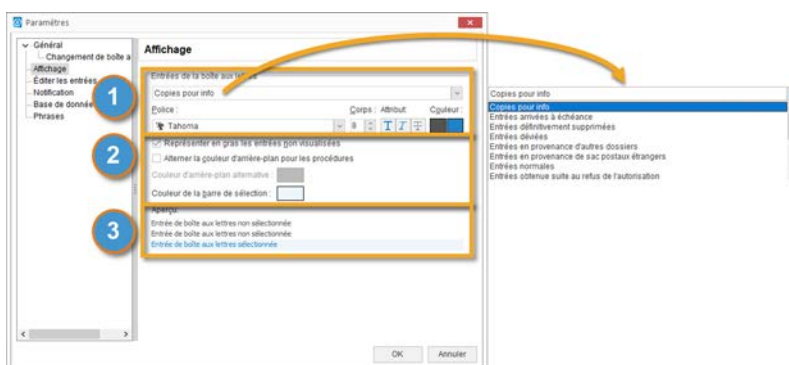 Paramètres
Général
Changement de boîte a
Affichage
Éditer les entrées
Notification
Base de donnée
Phrases
Affichage
Entrées de la boîte aux lettres
Copies pour info
Police :
Corps :
Attribut:
Couleur:
Tahoma
8
T T T
Représenter en gras les entrées non visualisées
Alterner la couleur d'arrière-plan pour les procédures
Couleur d'arrière-plan alternative :
Couleur de la barre de sélection :
Aperçu:
Entrée de boîte aux lettres non sélectionnée
Entrée de boîte aux lettres non sélectionnée
Entrée de boîte aux lettres sélectionnée
1
2
3
OK
Annuler
Copies pour info
Copies pour info
Entrées arrivées à échéance
Entrées définitivement supprimées
Entrées déviées
Entrées en provenance d'autres dossiers
Entrées en provenance de sac postaux étrangers
Entrées normales
Entrées obtenue suite au refus de l'autorisation